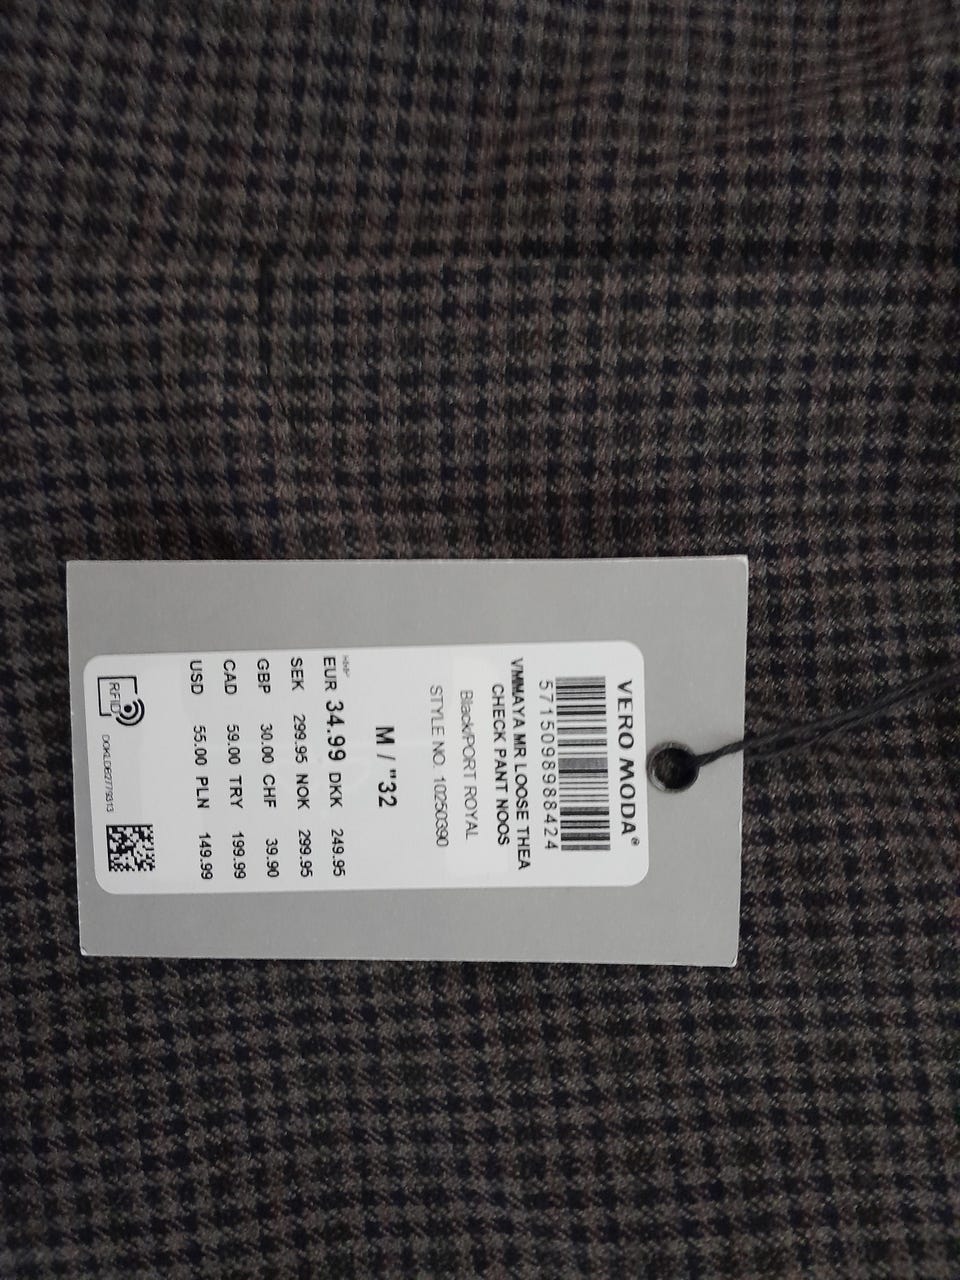 VERO MODA®
5715098988424
VMMAYA MR LOOSE THEA
CHECK PANT NOOS
Black/PORT ROYAL
STYLE NO. 10250390
M / "32
EUR 34.99 DKK 249.95
SEK 299.95 NOK 299.95
GBP 30.00 CHF 39.90
CAD 59.00 TRY 199.99
USD 55.00 PLN 149.99
RFID